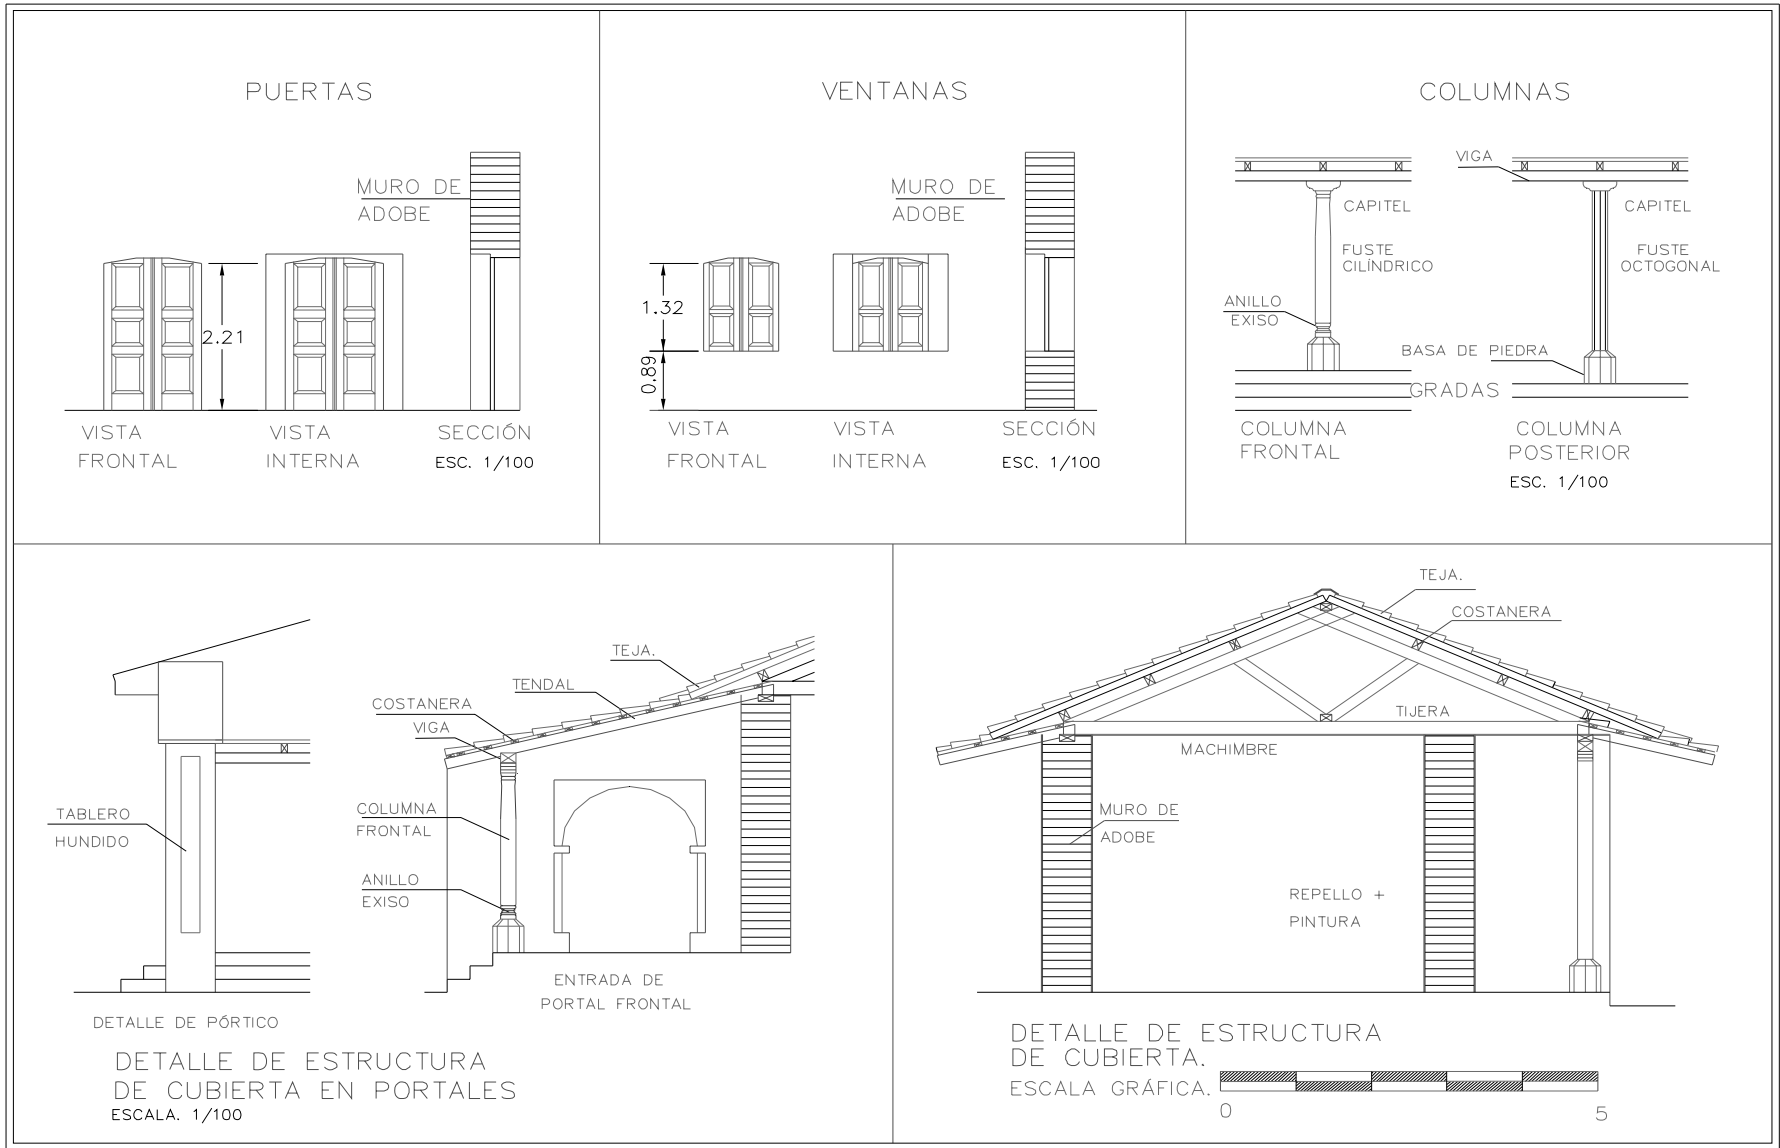 PUERTAS
MURO DE
ADOBE
2.21
VISTA
FRONTAL
VISTA
INTERNA
SECCIÓN
ESC. 1/100
VENTANAS
MURO DE
ADOBE
1.32
0.89
VISTA
FRONTAL
VISTA
INTERNA
SECCIÓN
ESC. 1/100
COLUMNAS
VIGA
CAPITEL
CAPITEL
FUSTE
CILÍNDRICO
FUSTE
OCTOGONAL
ANILLO
EXISO
BASA DE PIEDRA
GRADAS
COLUMNA
FRONTAL
COLUMNA
POSTERIOR
ESC. 1/100
TEJA.
TENDAL
COSTANERA
VIGA
TABLERO
HUNDIDO
COLUMNA
FRONTAL
ANILLO
EXISO
ENTRADA DE
PORTAL FRONTAL
DETALLE DE PÓRTICO
DETALLE DE ESTRUCTURA
DE CUBIERTA EN PORTALES
ESCALA. 1/100
TEJA.
COSTANERA
TIJERA
MACHIMBRE
MURO DE
ADOBE
REPELLO +
PINTURA
DETALLE DE ESTRUCTURA
DE CUBIERTA.
ESCALA GRÁFICA.
0 5